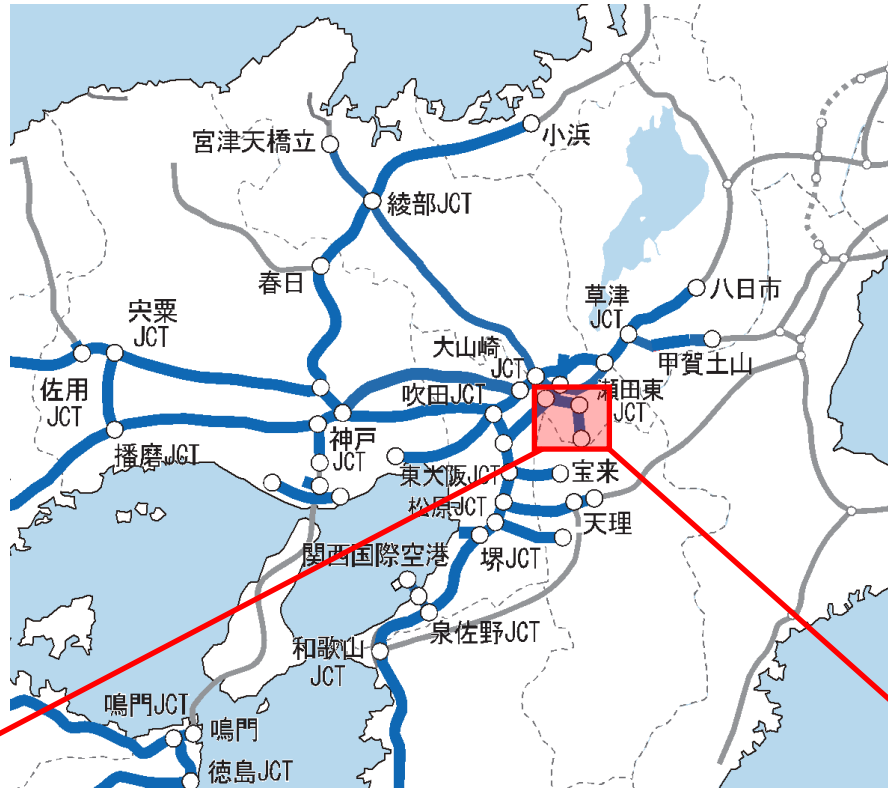 小浜
宮津天橋立
綾部JCT
春日
八日市
草津
JCT
宍粟
JCT
大山崎
JCT
甲賀土山
佐用
JCT
吹田JCT
瀬田東
JCT
播磨JCT
神戸
JCT
東大阪JCT
宝来
松原JCT
天理
関西国際空港
堺JCT
泉佐野JCT
和歌山
JCT
鳴門JCT
鳴門
徳島JCT